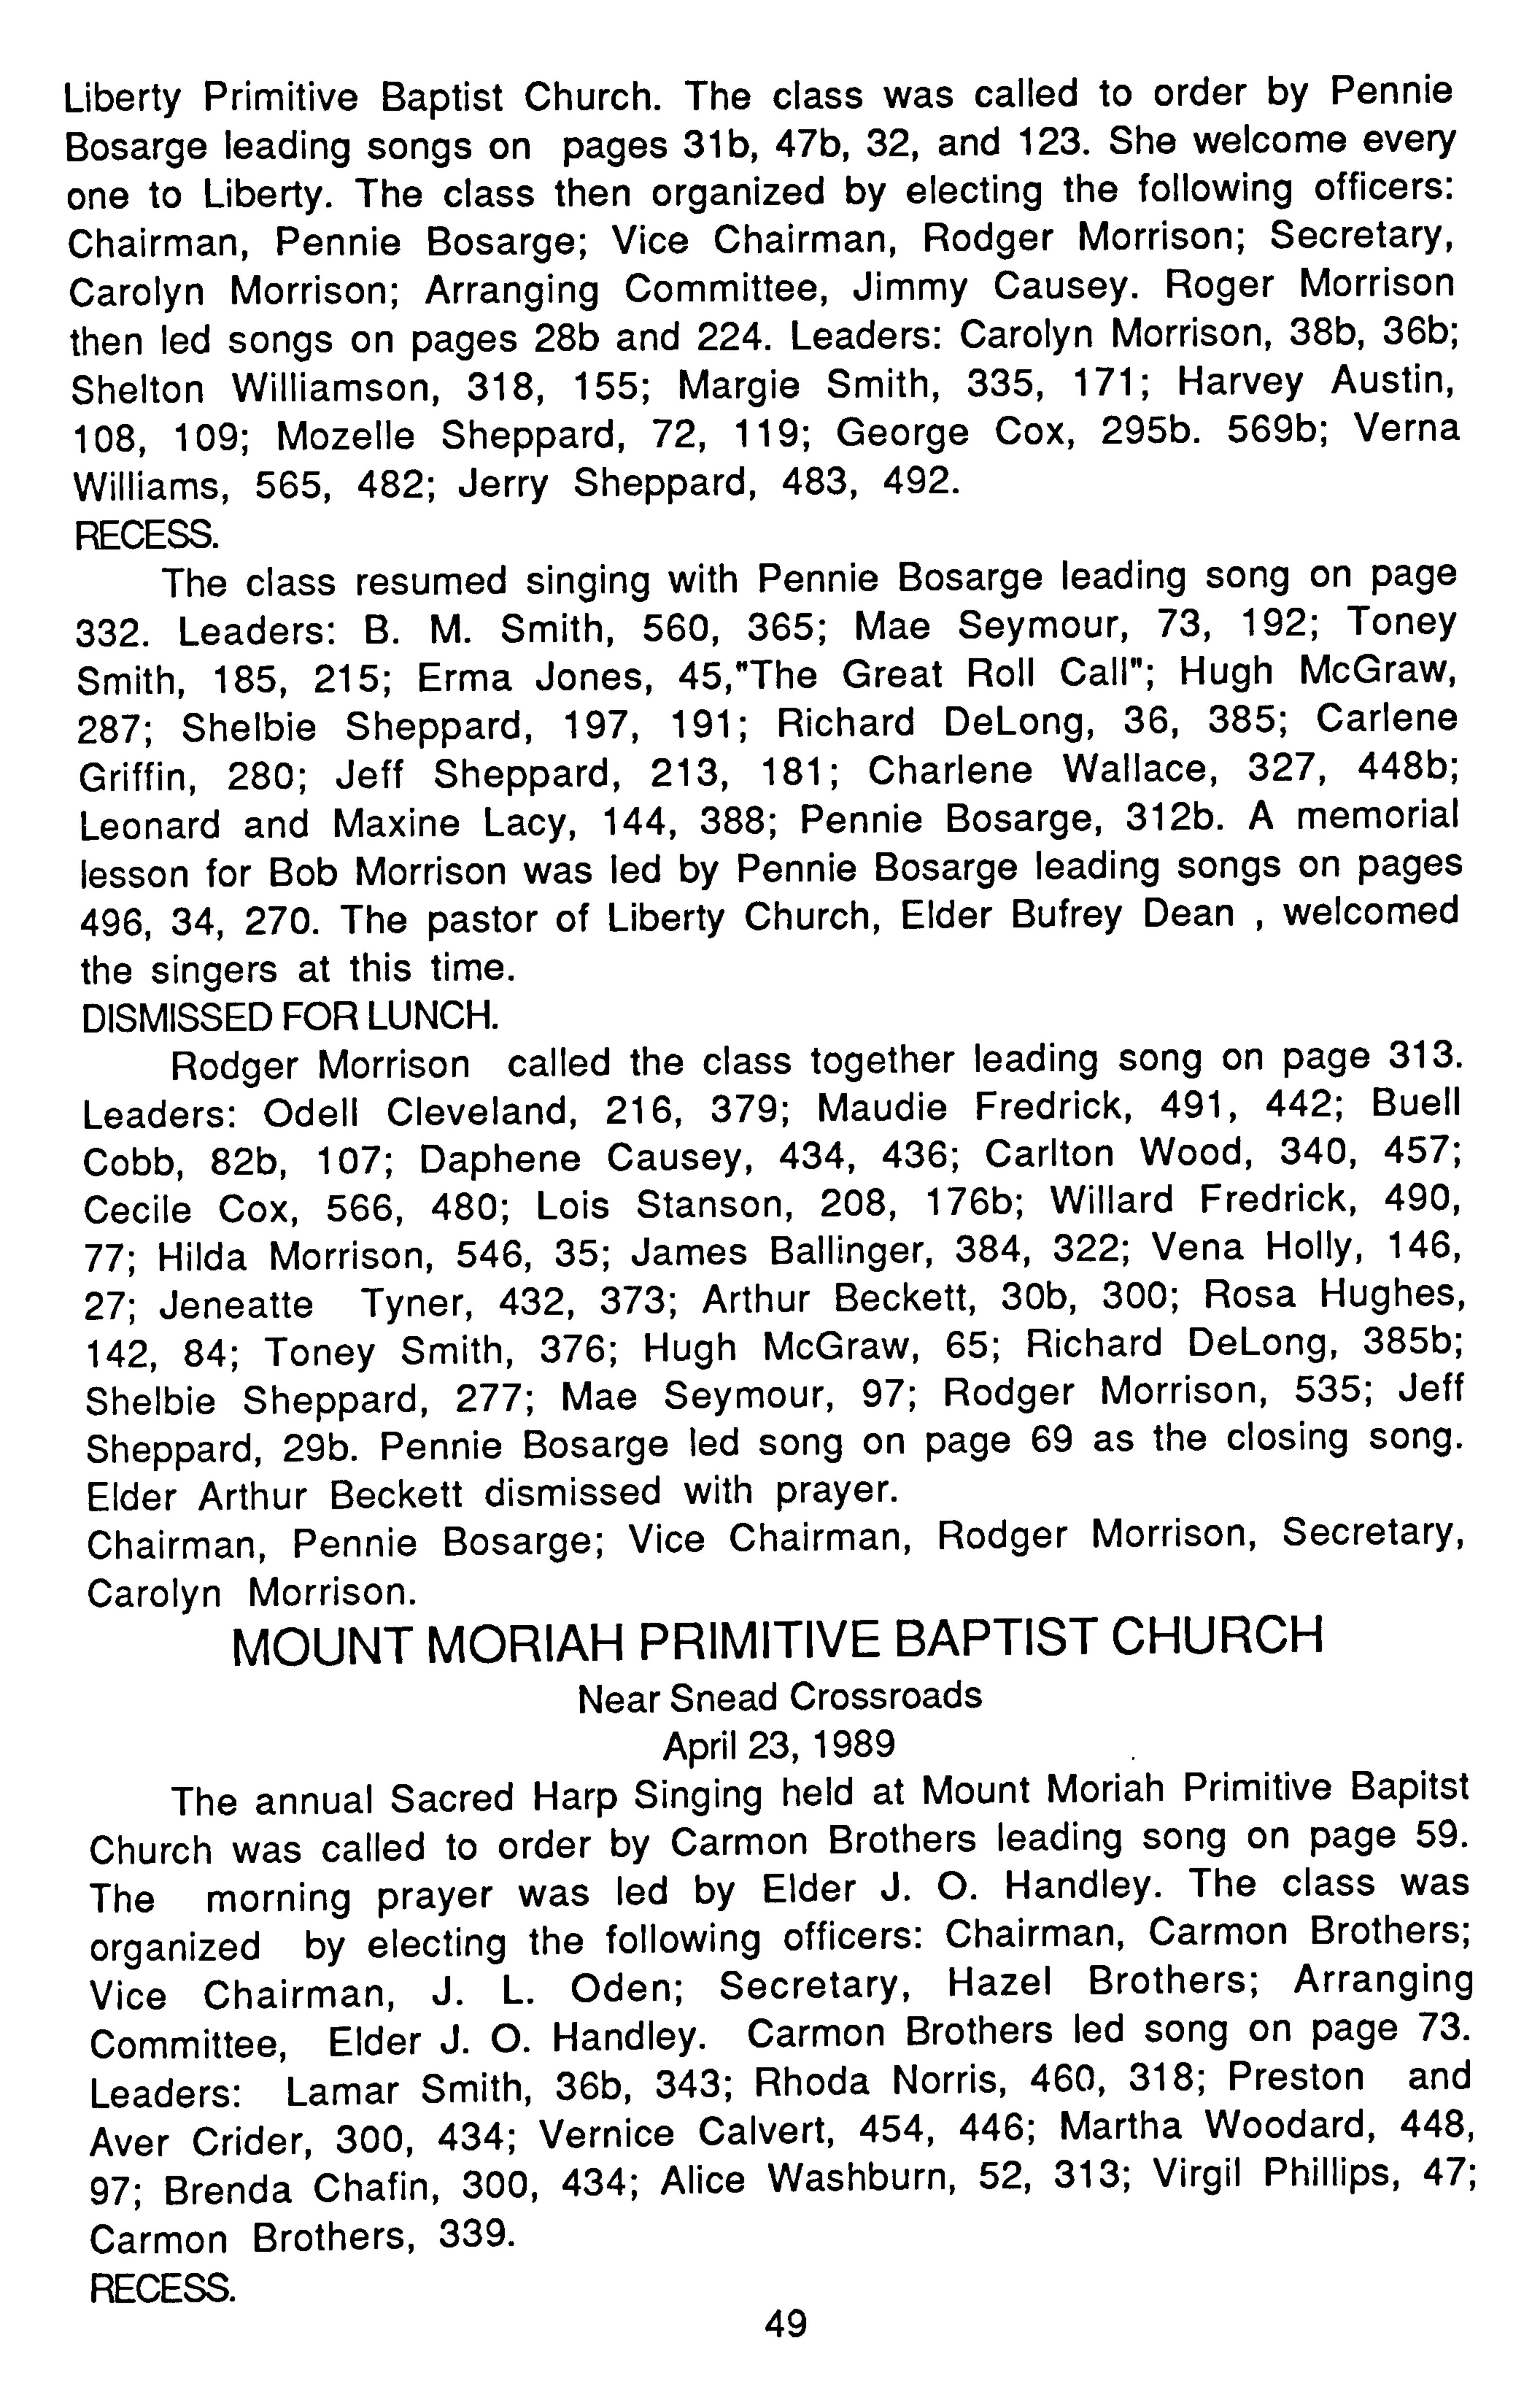 Liberty Primitive Baptist Church. The class was called to order by Pennie
Bosarge leading songs on pages 31b, 47b, 32, and 123. She welcome every
one to Liberty. The class then organized by electing the following officers:
Chairman, Pennie Bosarge; Vice Chairman, Rodger Morrison; Secretary,
Carolyn Morrison; Arranging Committee, Jimmy Causey. Roger Morrison
then led songs on pages 28b and 224. Leaders: Carolyn Morrison, 38b, 36b;
Shelton Williamson, 318, 155; Margie Smith, 335, 171; Harvey Austin,
108, 109; Mozelle Sheppard, 72, 119; George Cox, 295b. 569b; Verna
Williams, 565, 482; Jerry Sheppard, 483, 492.
RECESS.
The class resumed singing with Pennie Bosarge leading song on page
332. Leaders: B. M. Smith, 560, 365; Mae Seymour, 73, 192; Toney
Smith, 185, 215; Erma Jones, 45,"The Great Roll Call"; Hugh McGraw,
287; Shelbie Sheppard, 197, 191; Richard DeLong, 36, 385; Carlene
Griffin, 280; Jeff Sheppard, 213, 181; Charlene Wallace, 327, 448b;
Leonard and Maxine Lacy, 144, 388; Pennie Bosarge, 312b. A memorial
lesson for Bob Morrison was led by Pennie Bosarge leading songs on pages
496, 34, 270. The pastor of Liberty Church, Elder Bufrey Dean , welcomed
the singers at this time.
DISMISSED FOR LUNCH.
Rodger Morrison called the class together leading song on page 313.
Leaders: Odell Cleveland, 216, 379; Maudie Fredrick, 491, 442; Buell
Cobb, 82b, 107; Daphene Causey, 434, 436; Carlton Wood, 340, 457;
Cecile Cox, 566, 480; Lois Stanson, 208, 176b; Willard Fredrick, 490,
77; Hilda Morrison, 546, 35; James Ballinger, 384, 322; Vena Holly, 146,
27; Jeneatte Tyner, 432, 373; Arthur Beckett, 30b, 300; Rosa Hughes,
142, 84; Toney Smith, 376; Hugh McGraw, 65; Richard DeLong, 385b;
Shelbie Sheppard, 277; Mae Seymour, 97; Rodger Morrison, 535; Jeff
Sheppard, 29b. Pennie Bosarge led song on page 69 as the closing song.
Elder Arthur Beckett dismissed with prayer.
Chairman, Pennie Bosarge; Vice Chairman, Rodger Morrison, Secretary,
Carolyn Morrison.
MOUNT MORIAH PRIMITIVE BAPTIST CHURCH
Near Snead Crossroads
April 23, 1989
The annual Sacred Harp Singing held at Mount Moriah Primitive Bapitst
Church was called to order by Carmon Brothers leading song on page 59.
The morning prayer was led by Elder J. O. Handley. The class was
organized by electing the following officers: Chairman, Carmon Brothers;
Vice Chairman, J. L. Oden; Secretary, Hazel Brothers; Arranging
Committee, Elder J. O. Handley. Carmon Brothers led song on page 73.
Leaders: Lamar Smith, 36b, 343; Rhoda Norris, 460, 318; Preston and
Aver Crider, 300, 434; Vernice Calvert, 454, 446; Martha Woodard, 448,
97; Brenda Chafin, 300, 434; Alice Washburn, 52, 313; Virgil Phillips, 47;
Carmon Brothers, 339.
RECESS.
49